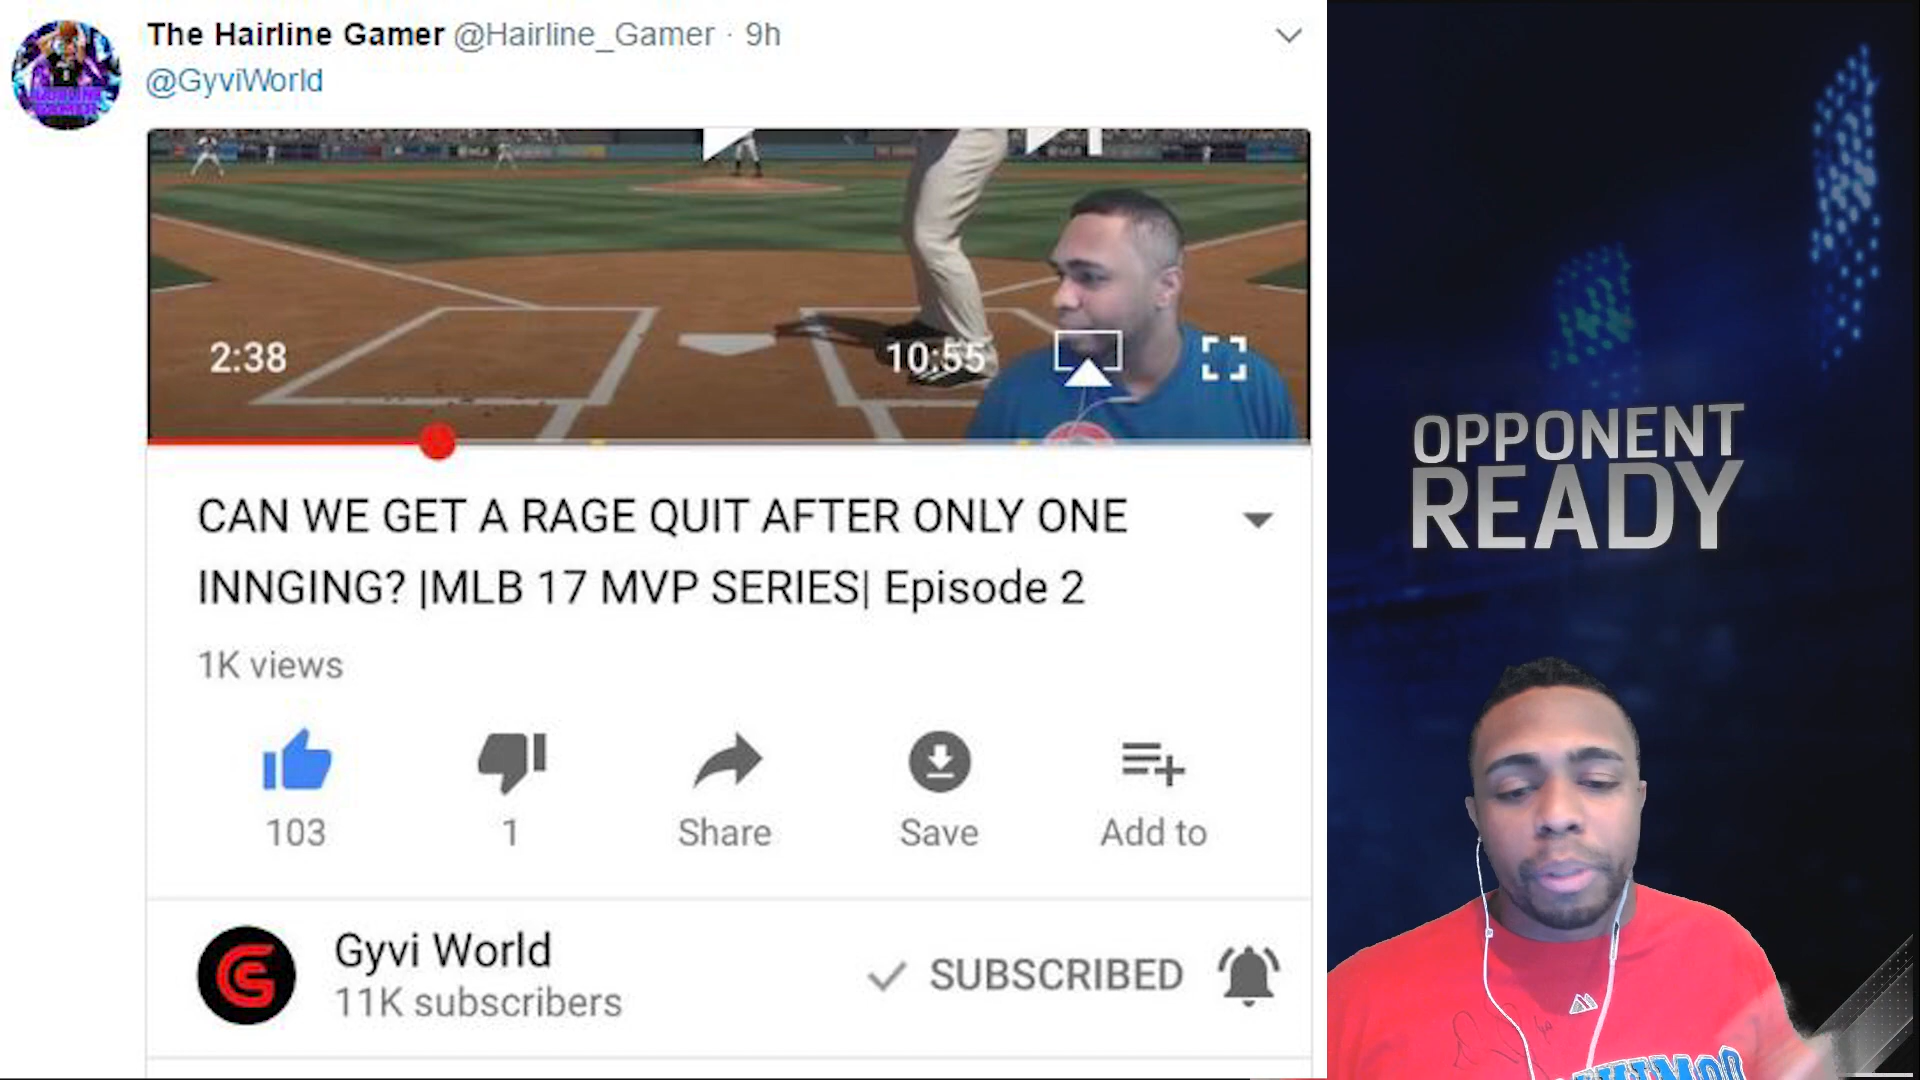 The Hairline Gamer @Hairline_Gamer · 9h
@GyviWorld
2:38
10:55
CAN WE GET A RAGE QUIT AFTER ONLY ONE
INNGING? |MLB 17 MVP SERIES| Episode 2
1K views
103
1
Share
Save
Add to
Gyvi World
11K subscribers
SUBSCRIBED
OPPONENT
READY